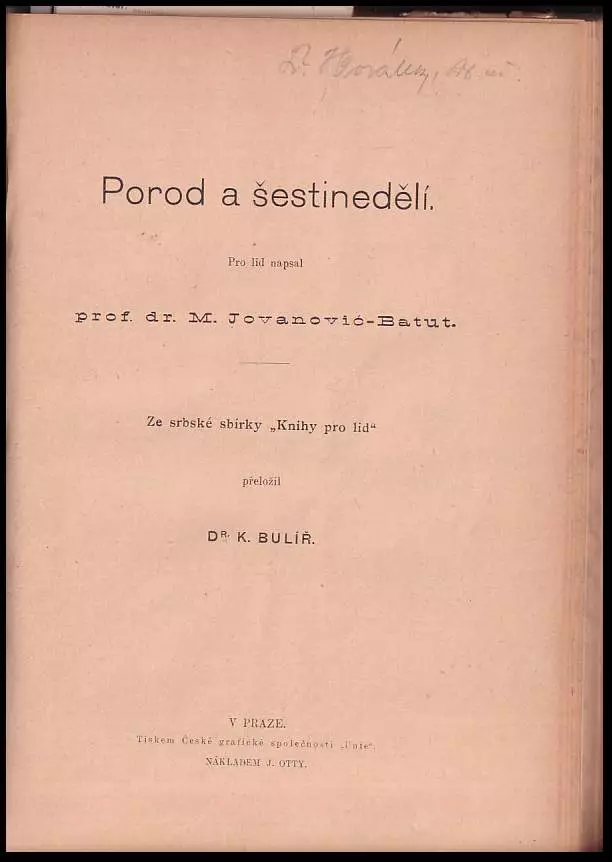 Porod a šestinedělí.
Pro lid napsal
prof. dr. M. Jovanović-Batut.
Ze srbské sbírky „Knihy pro lid“
přeložil
DR. K. BULÍŘ.
V PRAZE.
Tiskem České grafické společnosti „Unie“.
NÁKLADEM J. OTTY.